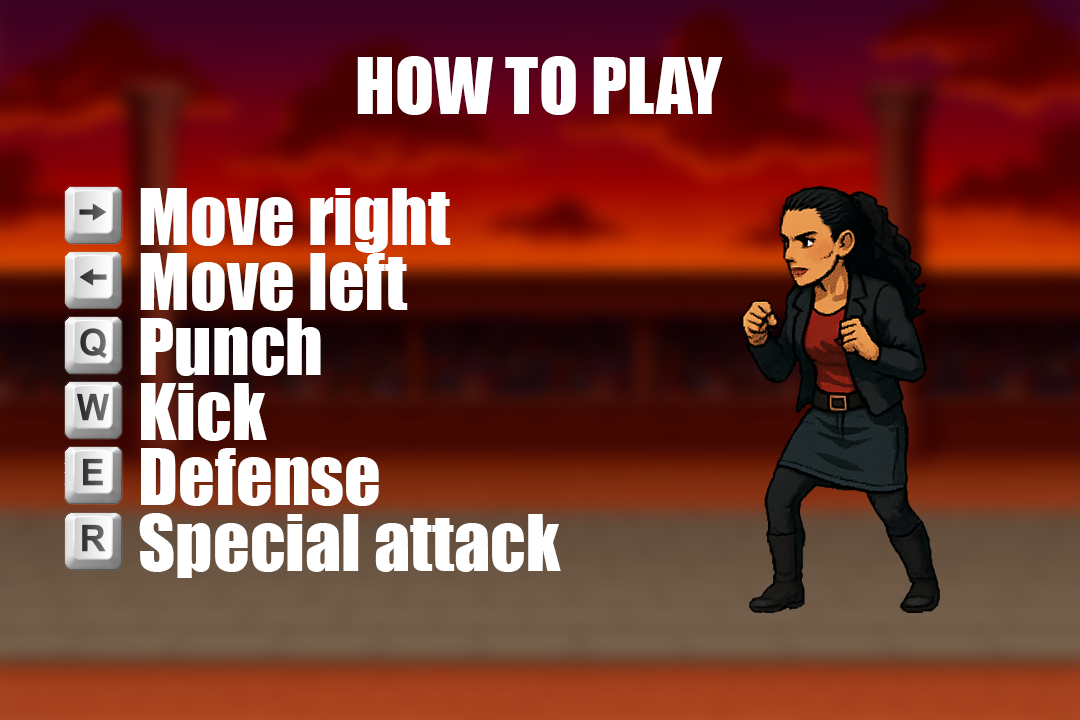 HOW TO PLAY
→ Move right
← Move left
Q Punch
W Kick
E Defense
R Special attack